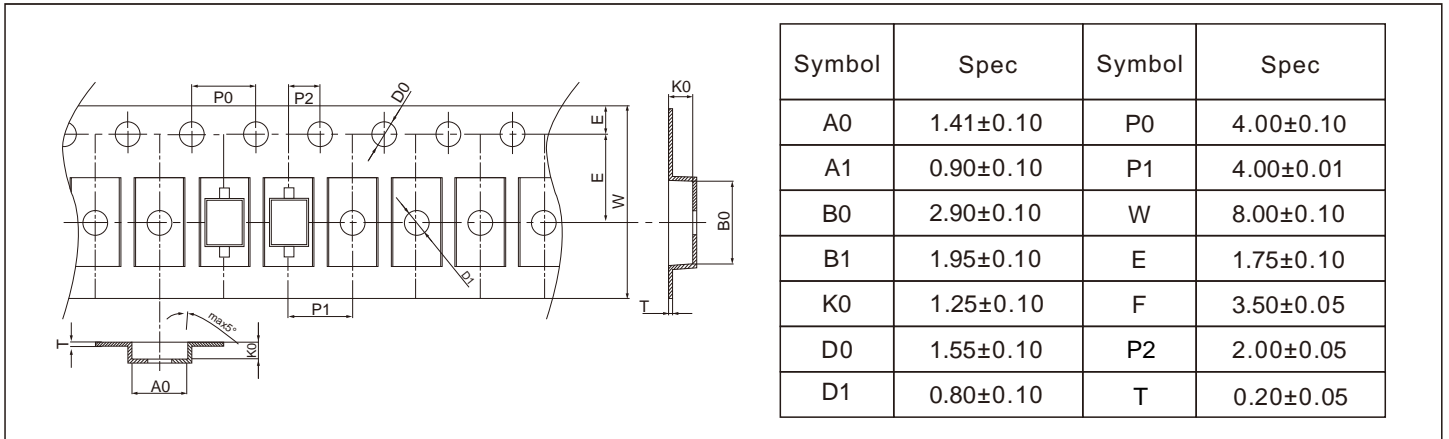 P0
P2
D0
E
E
W
D1
P1
max5°
T
K0
A0
K0
B0
T
Symbol Spec Symbol Spec
A0 1.41±0.10 P0 4.00±0.10
A1 0.90±0.10 P1 4.00±0.01
B0 2.90±0.10 W 8.00±0.10
B1 1.95±0.10 E 1.75±0.10
K0 1.25±0.10 F 3.50±0.05
D0 1.55±0.10 P2 2.00±0.05
D1 0.80±0.10 T 0.20±0.05